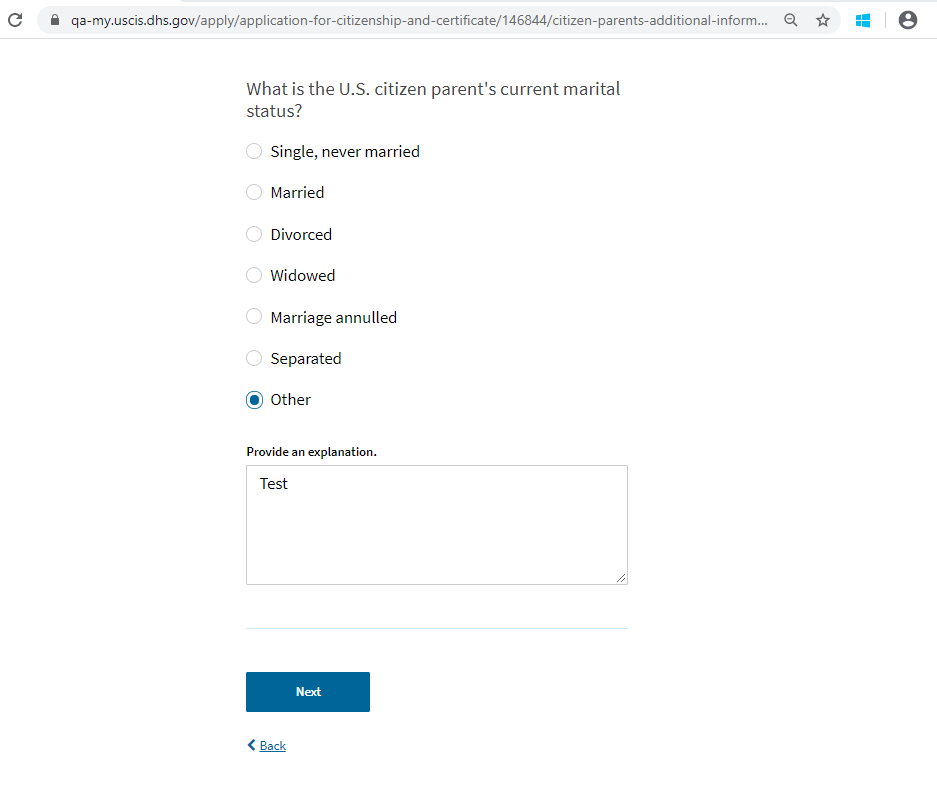 qa-my.uscis.dhs.gov/apply/application-for-citizenship-and-certificate/146844/citizen-parents-additional-inform...
What is the U.S. citizen parent's current marital
status?
Single, never married
Married
Divorced
Widowed
Marriage annulled
Separated
Other
Provide an explanation.
Test
Next
Back